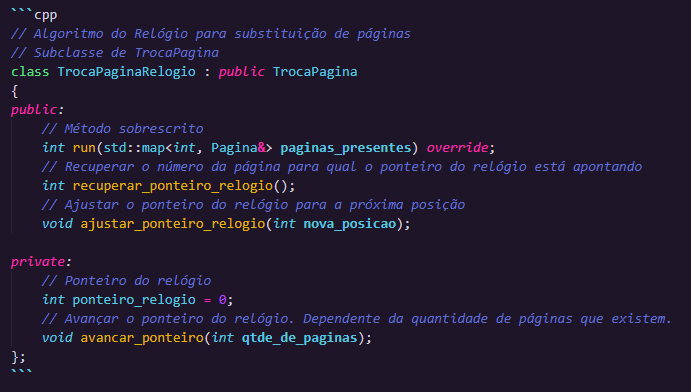 ```cpp
// Algoritmo do Relógio para substituição de páginas
// Subclasse de TrocaPagina
class TrocaPaginaRelogio : public TrocaPagina
{
public:
    // Método sobrescrito
    int run(std::map<int, Pagina&> paginas_presentes) override;
    // Recuperar o número da página para qual o ponteiro do relógio está apontando
    int recuperar_ponteiro_relogio();
    // Ajustar o ponteiro do relógio para a próxima posição
    void ajustar_ponteiro_relogio(int nova_posicao);

private:
    // Ponteiro do relógio
    int ponteiro_relogio = 0;
    // Avançar o ponteiro do relógio. Dependente da quantidade de páginas que existem.
    void avancar_ponteiro(int qtde_de_paginas);
};
```